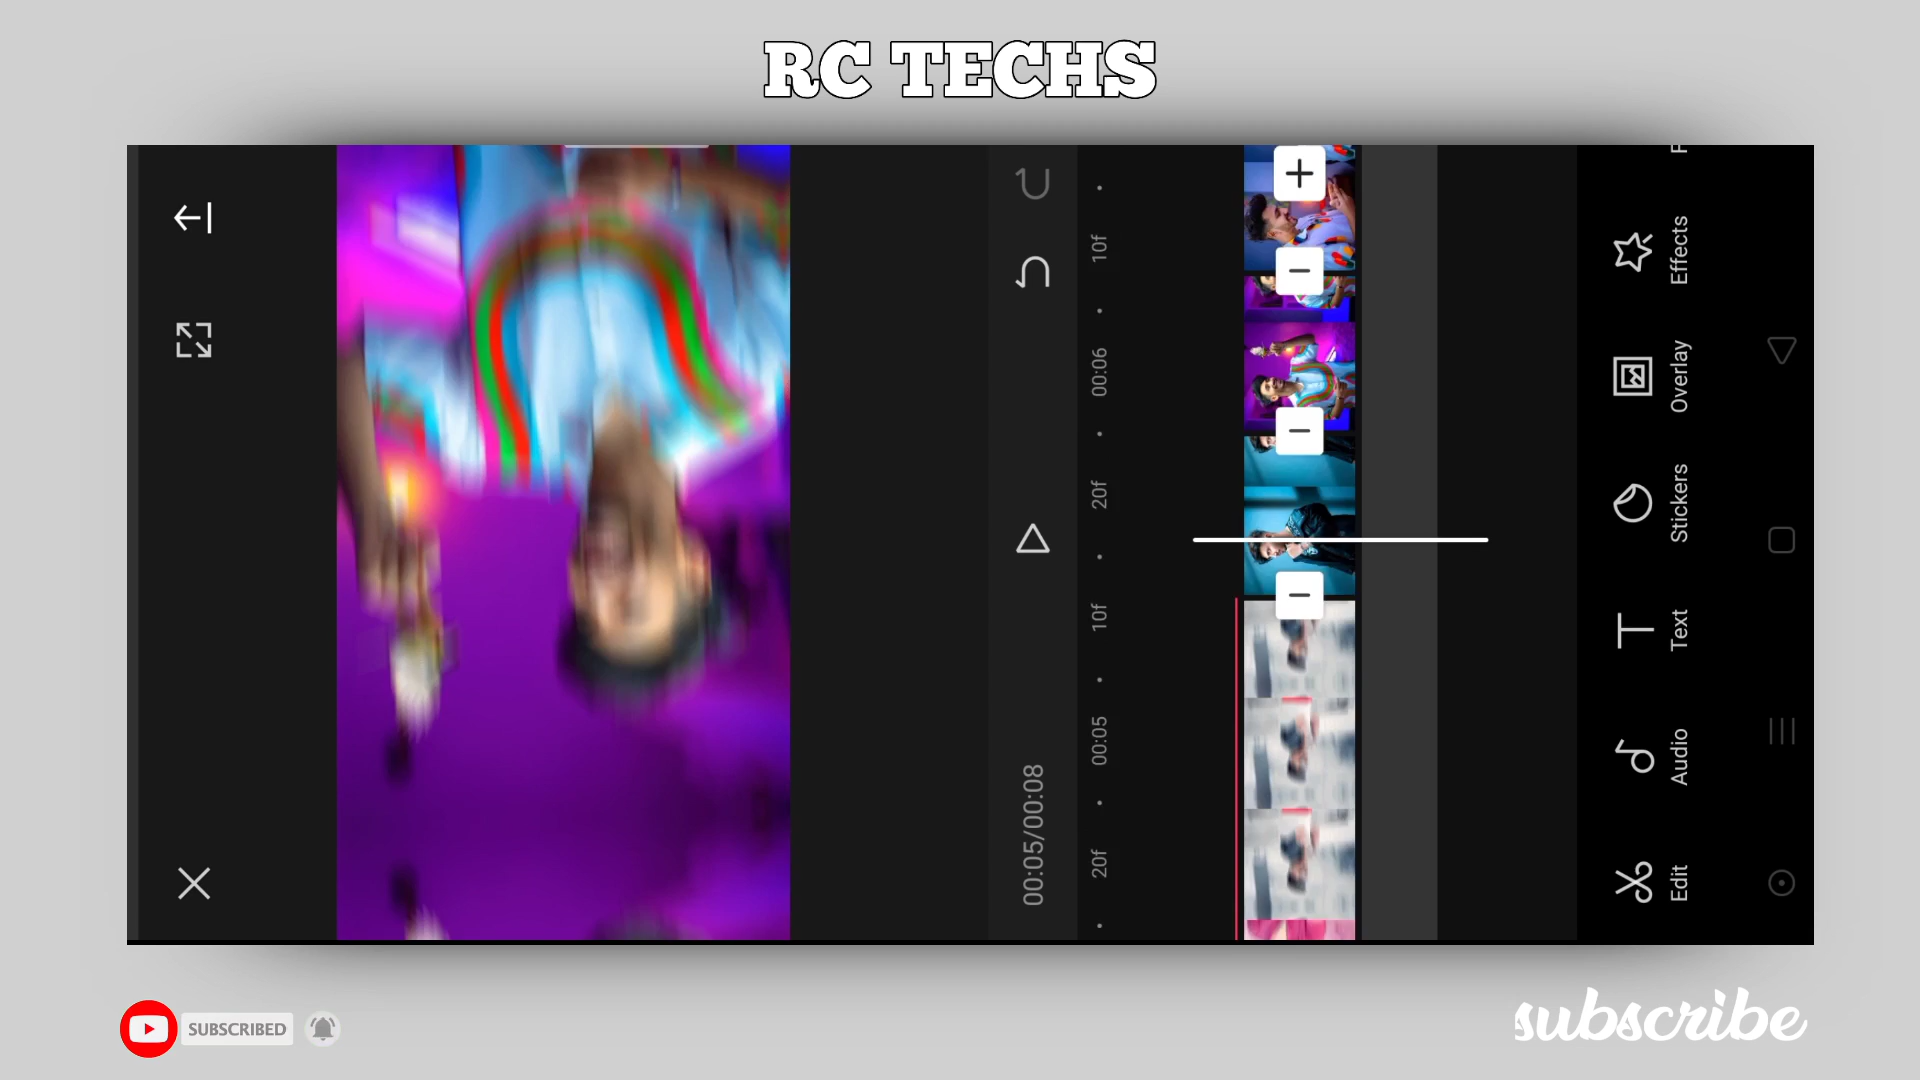 RC TECHS
00:05/00:08
20f
00:05
10f
20f
00:06
10f
Edit
Audio
Text
Stickers
Overlay
Effects
SUBSCRIBED
subscribe